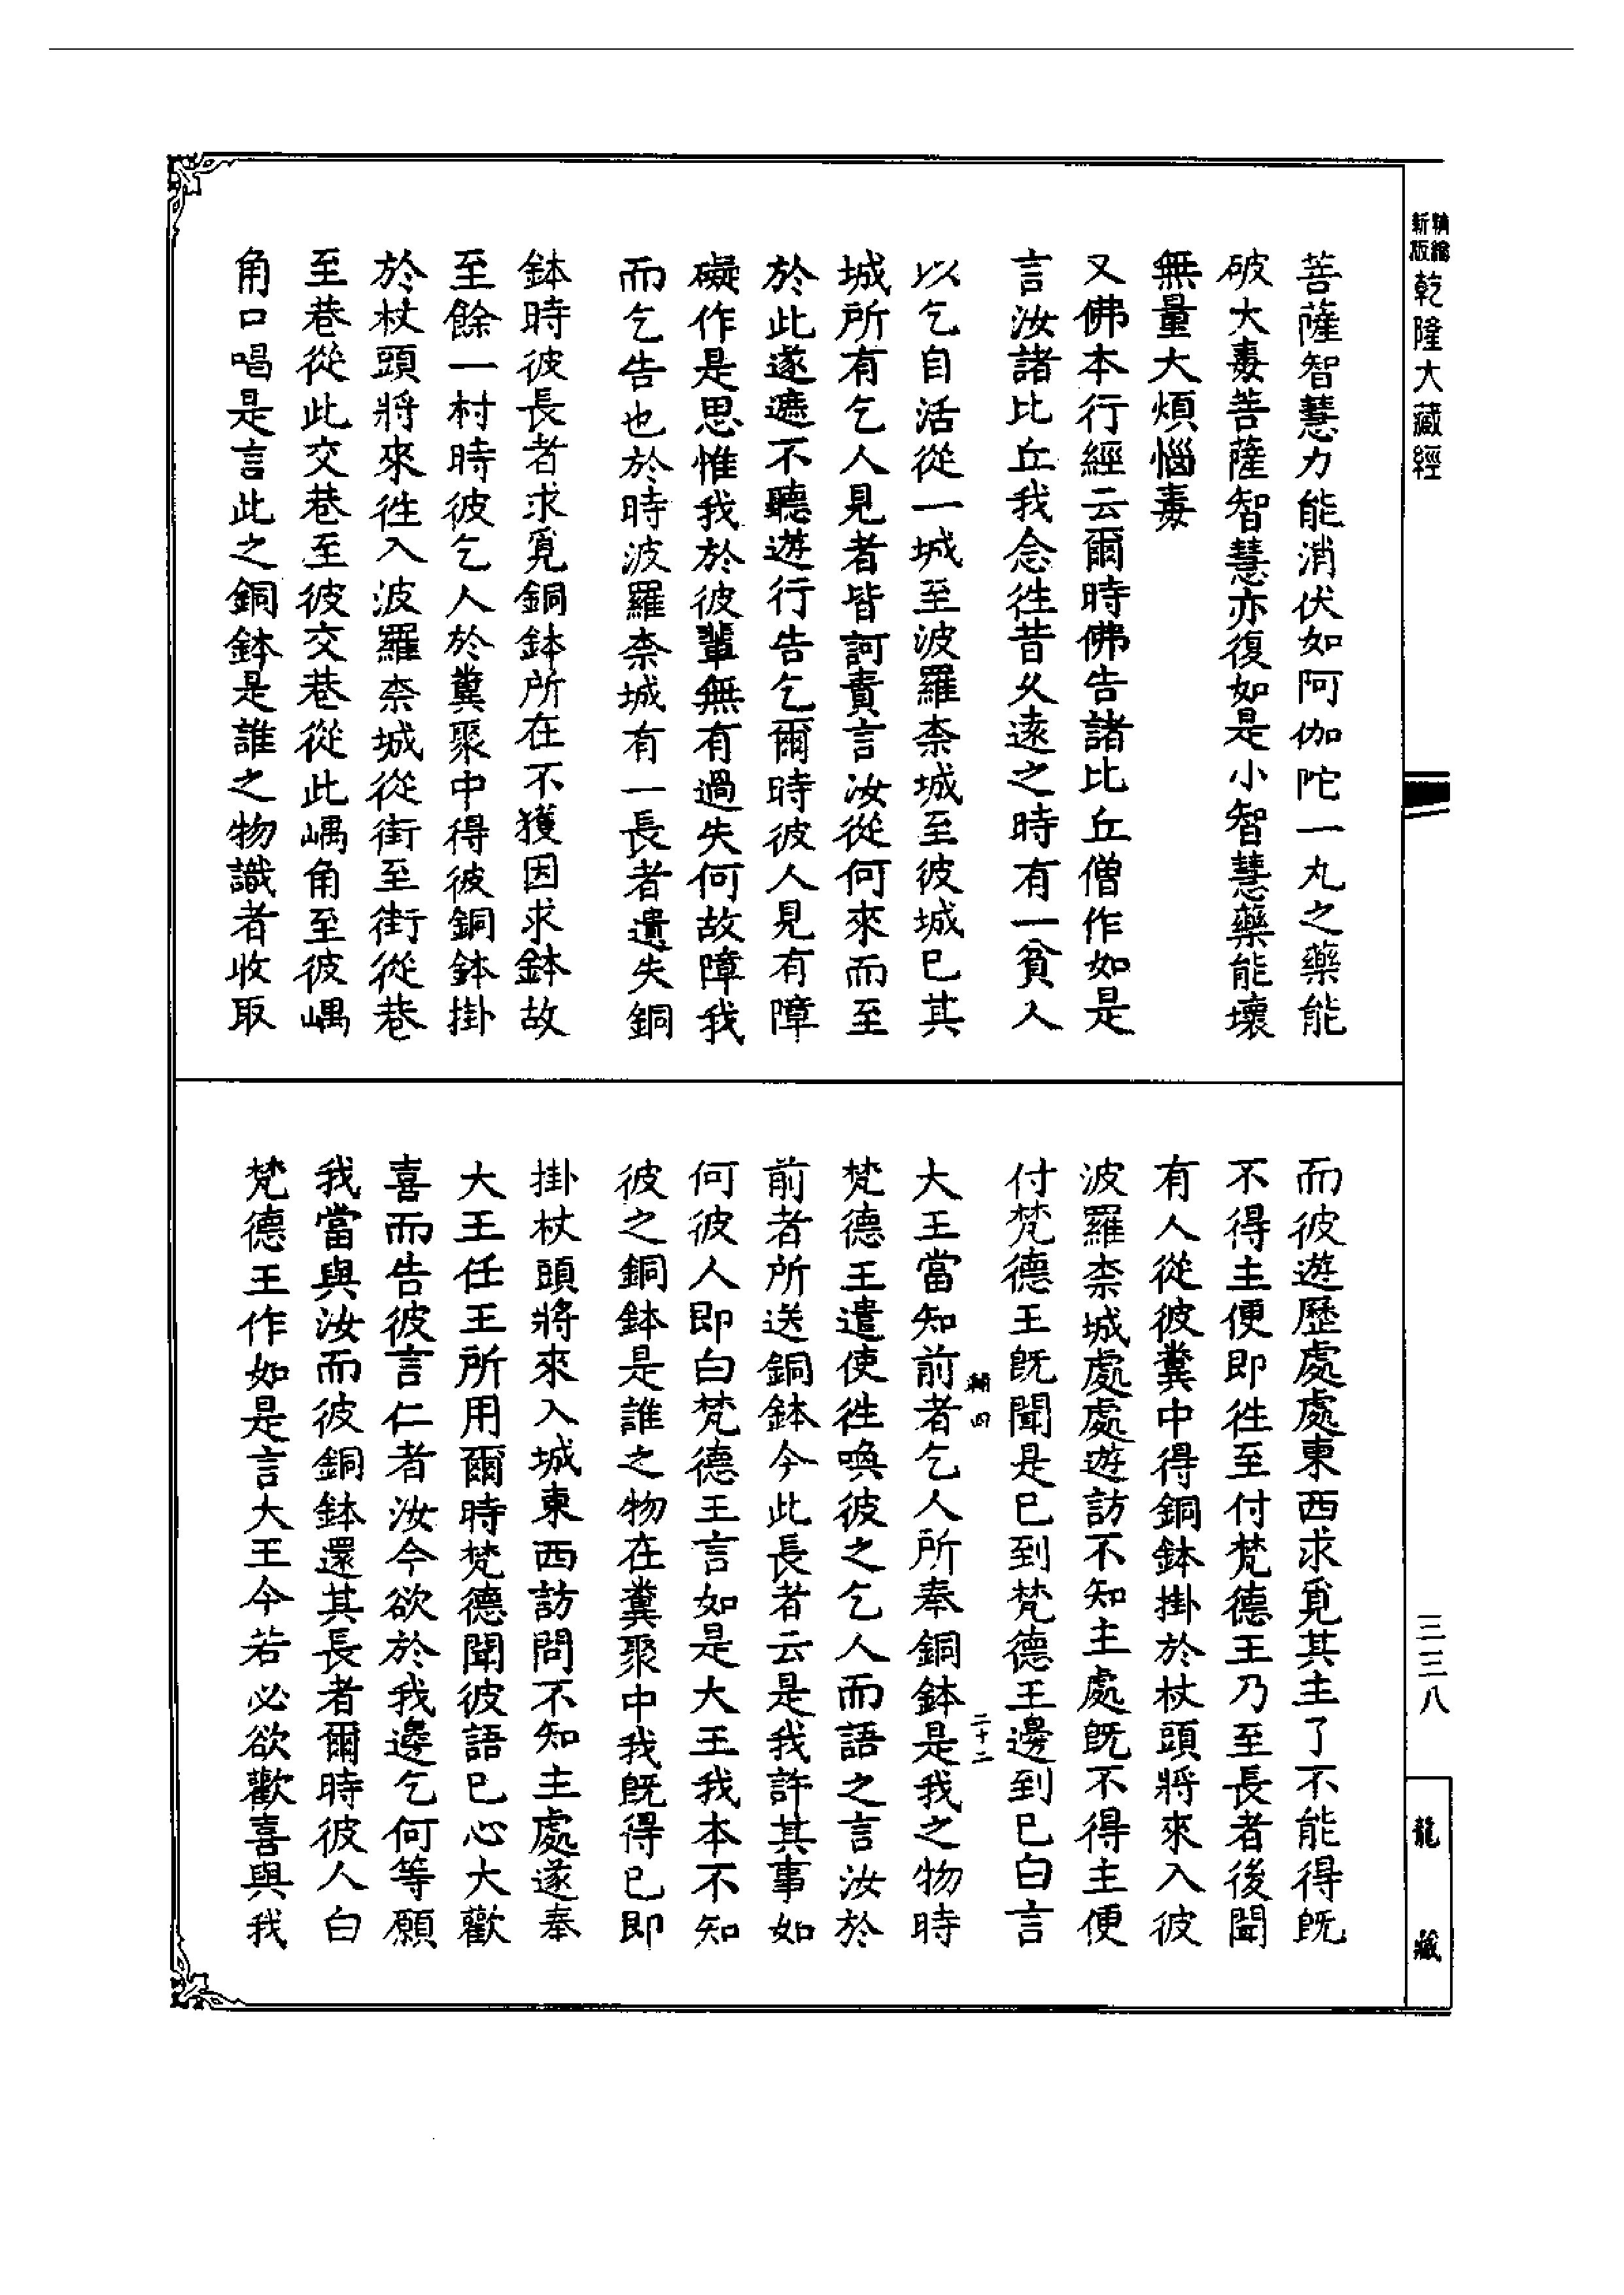 新版精縮乾隆大藏經
菩薩智慧力能消伏如阿伽陀一丸之藥能
破大毒菩薩智慧亦復如是小智慧藥能壞
無量大煩惱毒
又佛本行經云爾時佛告諸比丘僧作如是
言汝諸比丘我念往昔久遠之時有一貧人
以乞自活從一城至波羅柰城至彼城已其
城所有乞人見者皆訶責言汝從何來而至
於此遂遮不聽遊行告乞爾時彼人見有障
礙作是思惟我於彼輩無有過失何故障我
而乞告也於時波羅柰城有一長者遺失銅
鉢時彼長者求覓銅鉢所在不獲因求鉢故
至餘一村時彼乞人於糞聚中得彼銅鉢掛
於杖頭將來往入波羅柰城從街至街從巷
至巷從此交巷至彼交巷從此嵎角至彼嵎
角口唱是言此之銅鉢是誰之物識者收取
而彼遊歷處處東西求覓其主了不能得既
不得主便即往至付梵德王乃至長者後聞
有人從彼糞中得銅鉢掛於杖頭將來入彼
波羅柰城處處遊訪不知主處既不得主便
付梵德王既聞是已到梵德王邊到已白言
輔四 二十二
大王當知前者乞人所奉銅鉢是我之物時
梵德王遣使往喚彼之乞人而語之言汝於
前者所送銅鉢今此長者云是我許其事如
何彼人即白梵德王言如是大王我本不知
彼之銅鉢是誰之物在糞聚中我既得已即
掛杖頭將來入城東西訪問不知主處遂奉
大王任王所用爾時梵德聞彼語已心大歡
喜而告彼言仁者汝今欲於我邊乞何等願
我當與汝而彼銅鉢還其長者爾時彼人白
梵德王作如是言大王今若必欲歡喜與我
三三八
龍藏